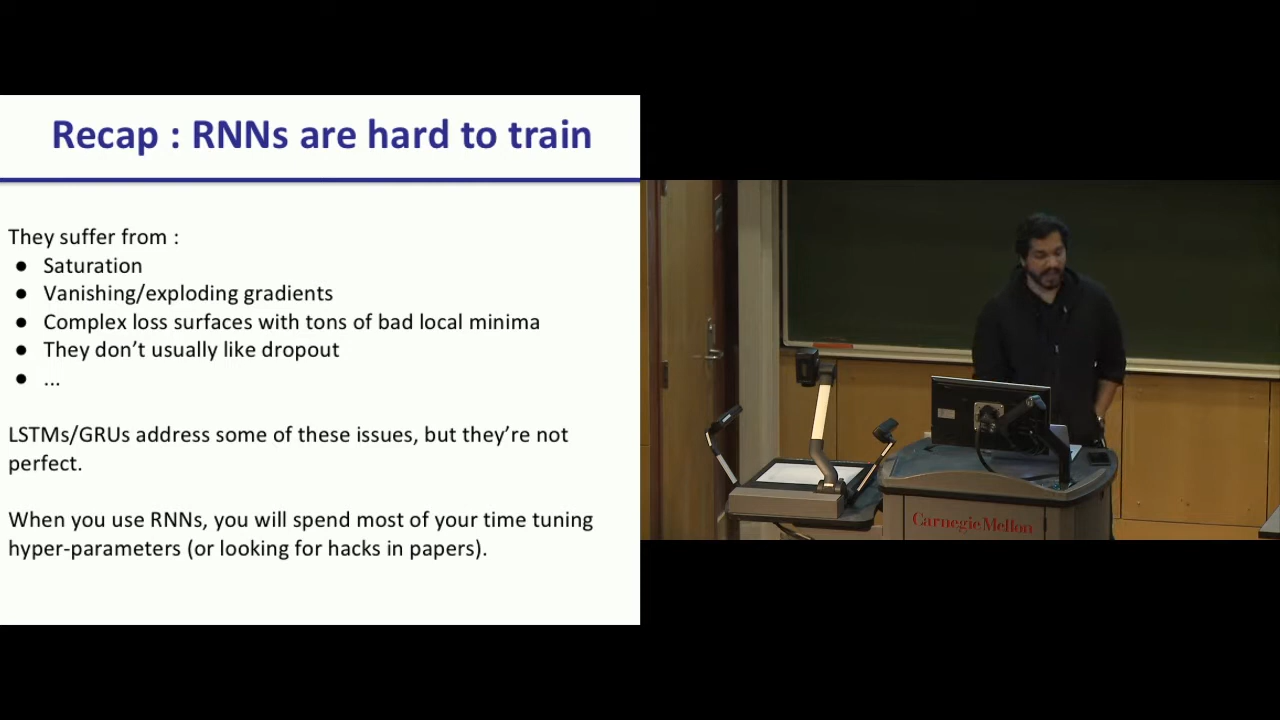 Recap : RNNs are hard to train
They suffer from :
● Saturation
● Vanishing/exploding gradients
● Complex loss surfaces with tons of bad local minima
● They don’t usually like dropout
● ...
LSTMs/GRUs address some of these issues, but they’re not
perfect.
When you use RNNs, you will spend most of your time tuning
hyper-parameters (or looking for hacks in papers).
Carnegie Mellon